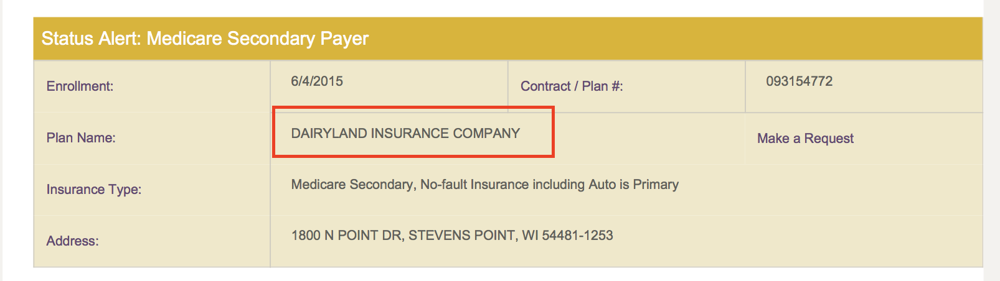 Status Alert: Medicare Secondary Payer
Enrollment: 6/4/2015 Contract / Plan #: 093154772
Plan Name: DAIRYLAND INSURANCE COMPANY Make a Request
Insurance Type: Medicare Secondary, No-fault Insurance including Auto is Primary
Address: 1800 N POINT DR, STEVENS POINT, WI 54481-1253